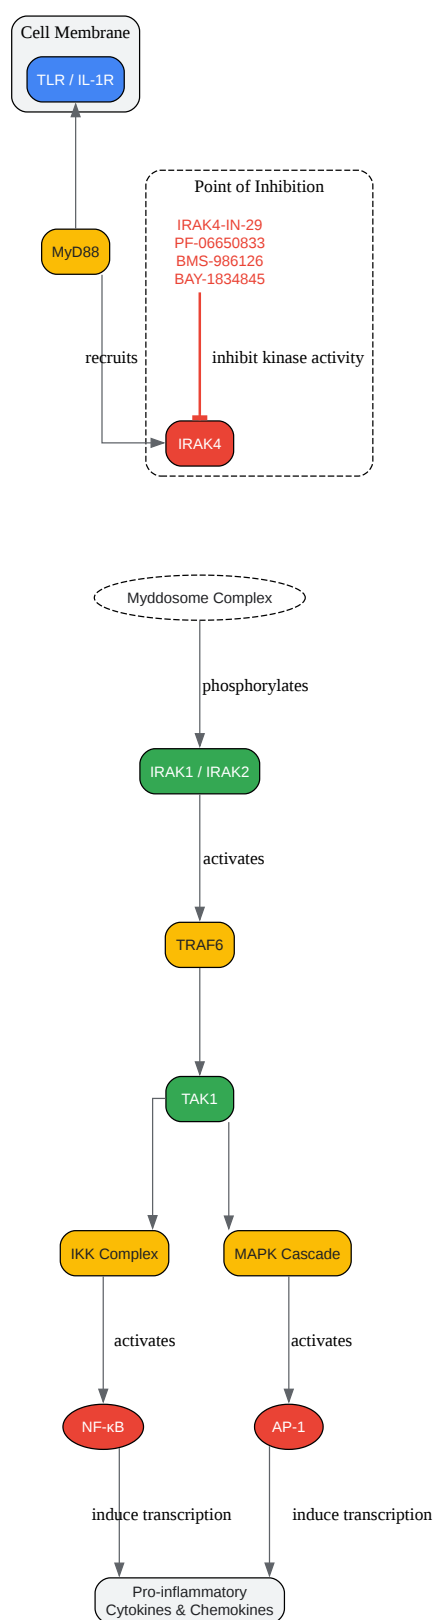 Cell Membrane
TLR / IL-1R
MyD88
Point of Inhibition
IRAK4-IN-29
PF-06650833
BMS-986126
BAY-1834845
recruits
inhibit kinase activity
IRAK4
Myddosome Complex
phosphorylates
IRAK1 / IRAK2
activates
TRAF6
TAK1
IKK Complex
MAPK Cascade
activates
activates
NF-κB
AP-1
induce transcription
induce transcription
Pro-inflammatory
Cytokines & Chemokines